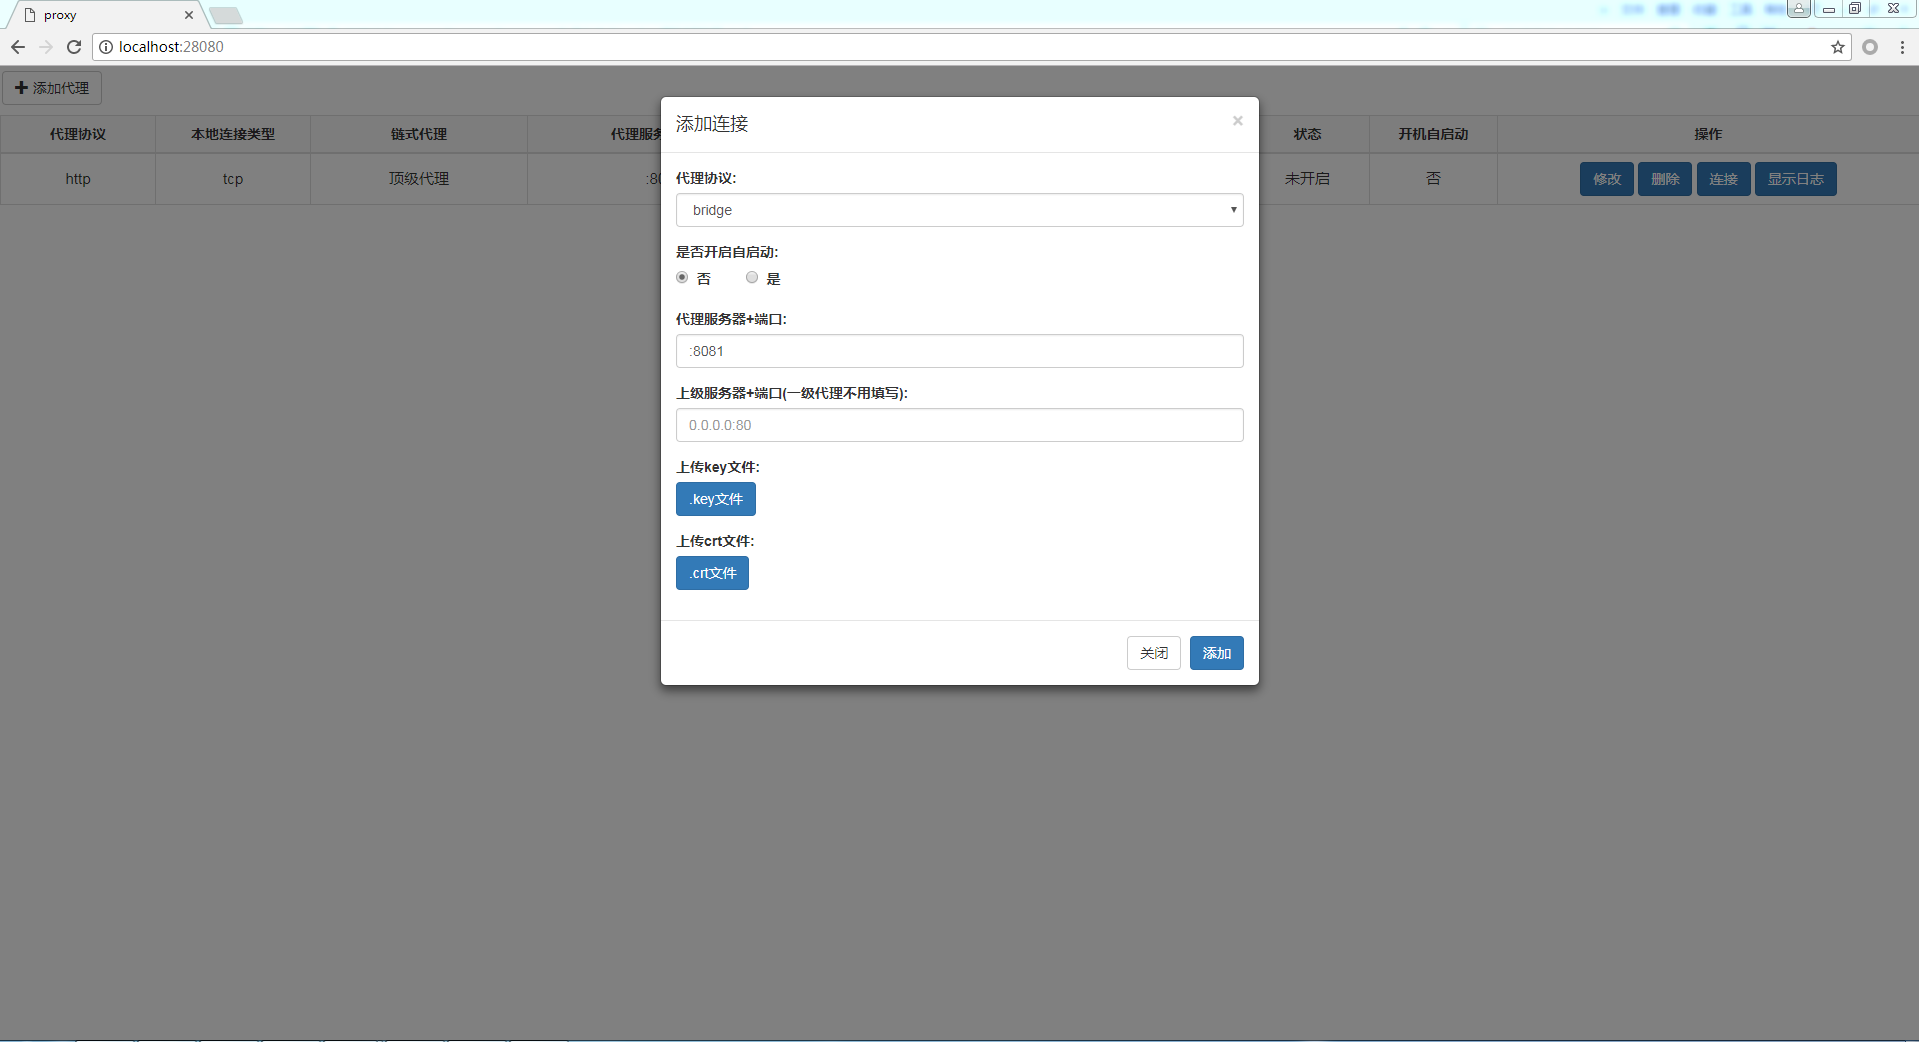 proxy
localhost:28080
添加代理
代理协议 本地连接类型 链式代理 状态 开机自启动 操作
http tcp 顶级代理 未开启 否 修改 删除 连接 显示日志
添加连接 ×
代理协议:
bridge
是否开启自启动:
否 是
代理服务器+端口:
:8081
上级服务器+端口(一级代理不用填写):
0.0.0.0:80
上传key文件:
.key文件
上传crt文件:
.crt文件
关闭 添加